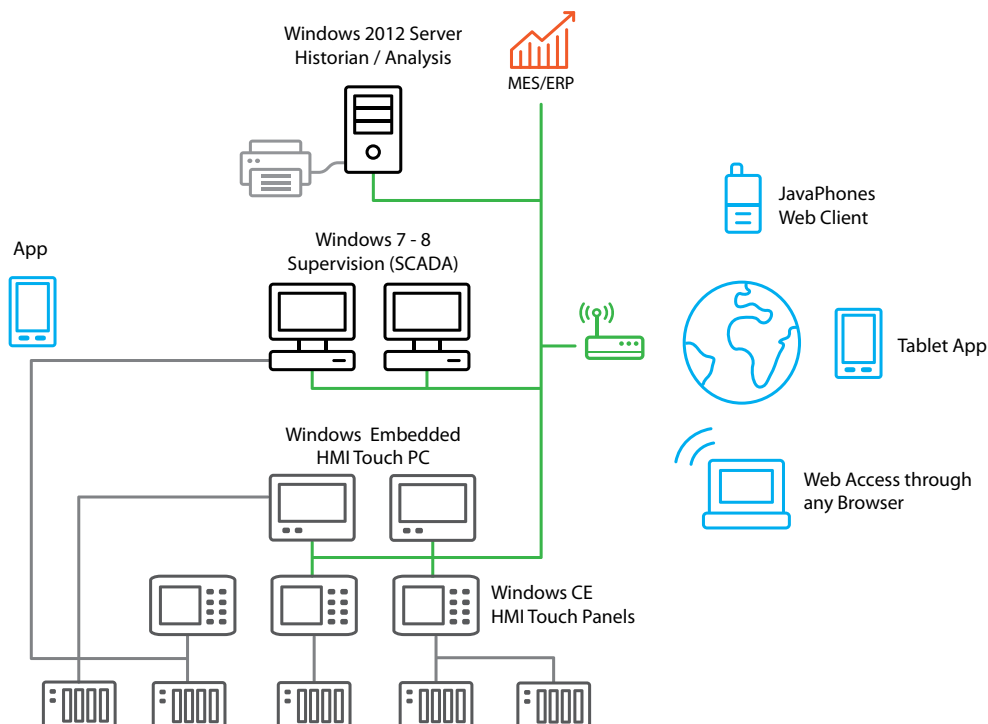 Windows 2012 Server
Historian / Analysis
MES/ERP
JavaPhones
Web Client
App
Windows 7 - 8
Supervision (SCADA)
Tablet App
Windows Embedded
HMI Touch PC
Web Access through
any Browser
Windows CE
HMI Touch Panels